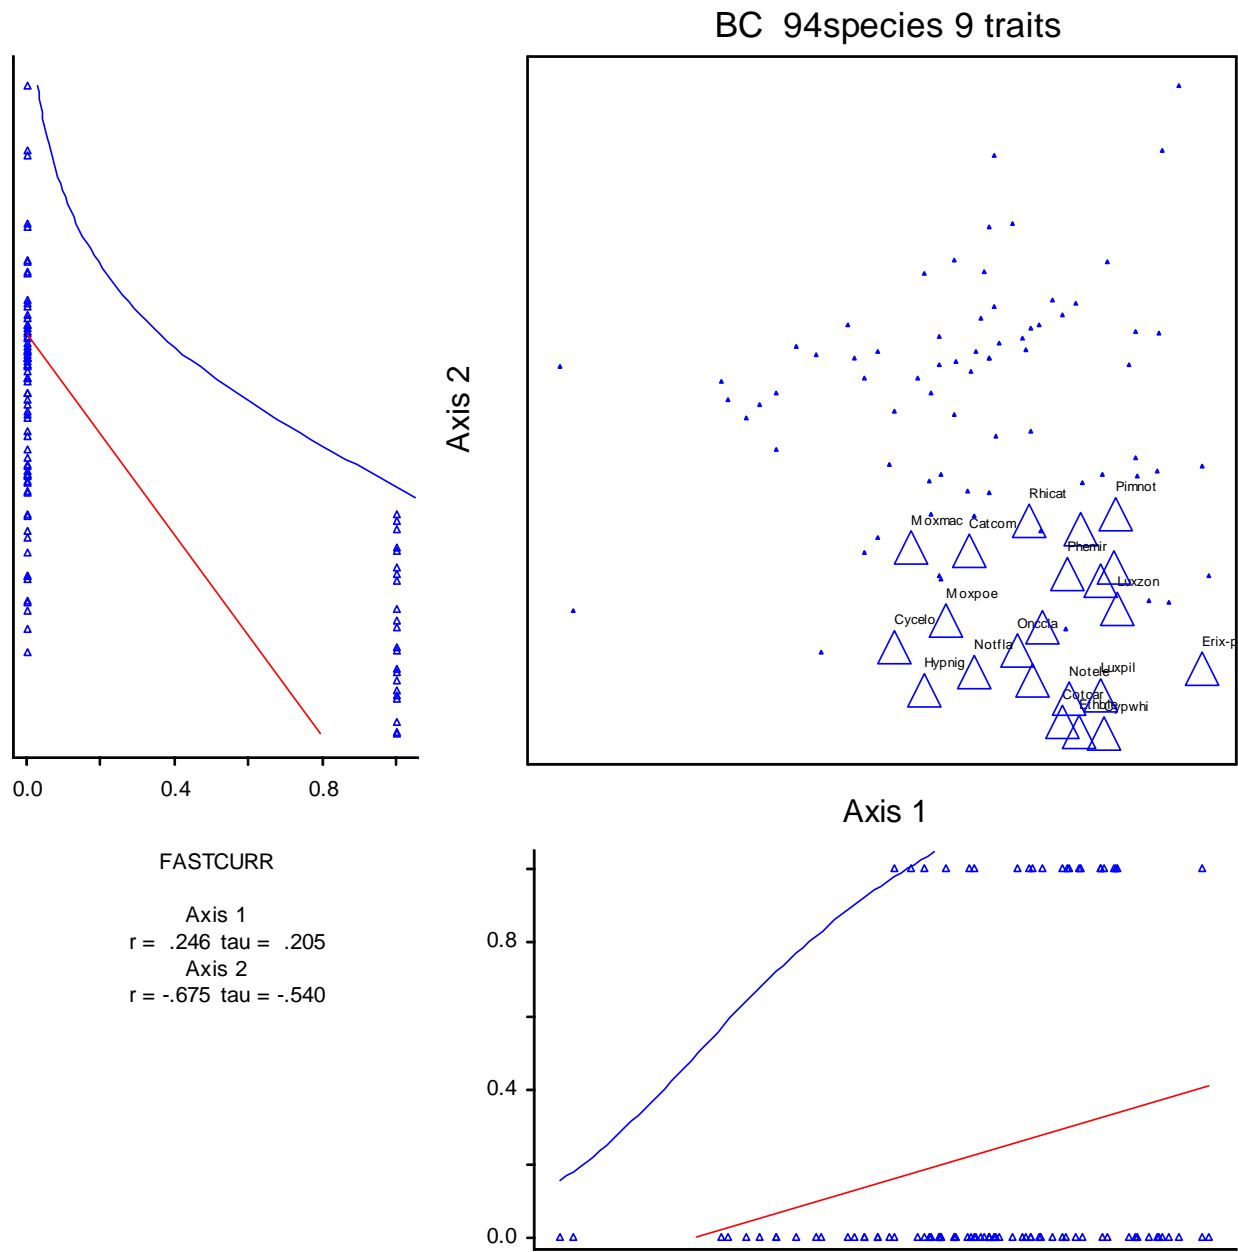 BC 94species 9 traits
Axis 2
Rhicat
Pimnot
Moxmac
Catcom
Phemir
Luxzon
Moxpoe
Cycelo
Onccla
Notfla
Erix-p
Hypnig
Luxpil
Notele
Cotcar
Cypwhi
0.0 0.4 0.8
Axis 1
FASTCURR
Axis 1
r = .246 tau = .205
Axis 2
r = -.675 tau = -.540
0.8
0.4
0.0